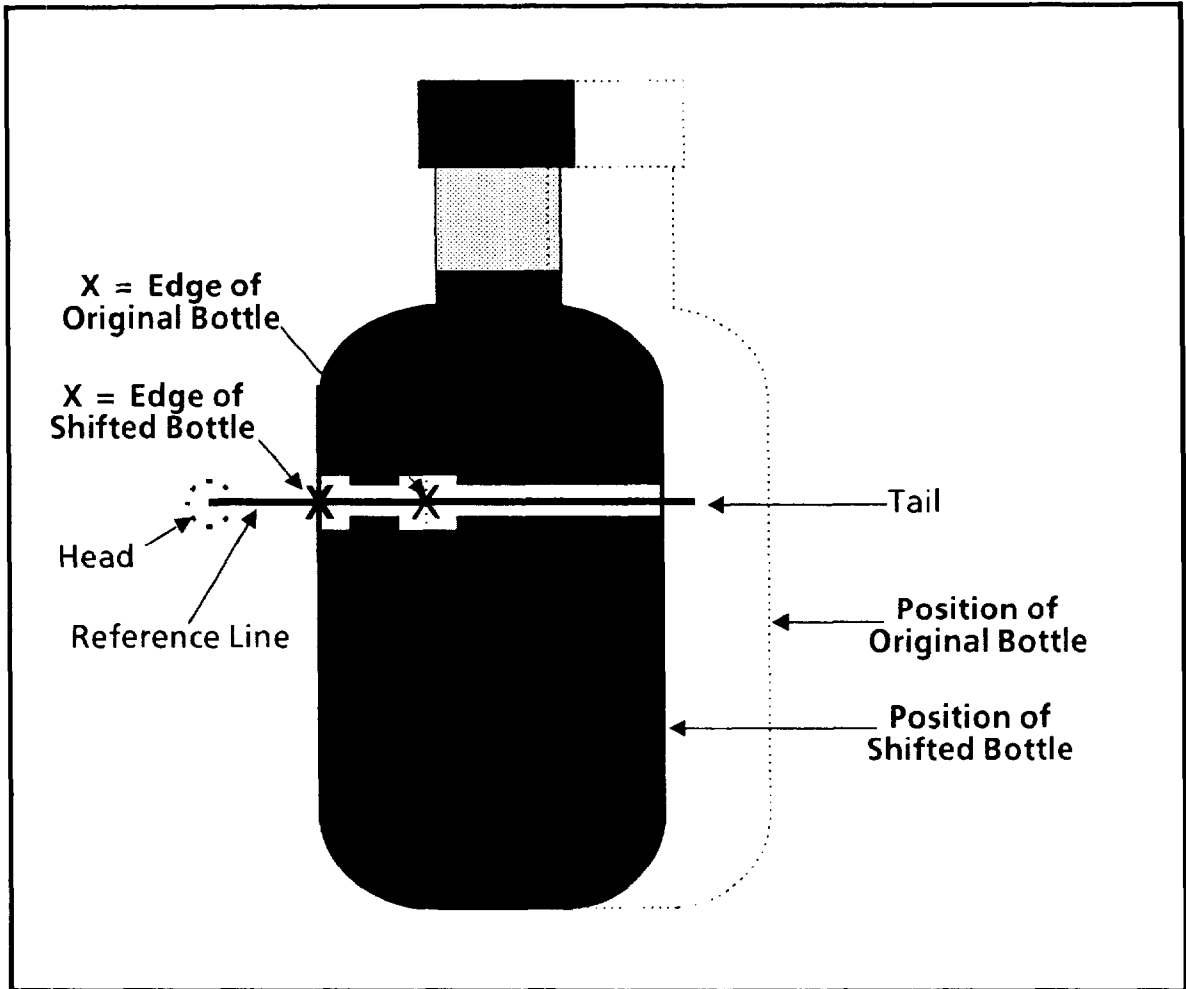 X = Edge of
Original Bottle
X = Edge of
Shifted Bottle
X
X
Tail
Head
Reference Line
Position of
Original Bottle
Position of
Shifted Bottle